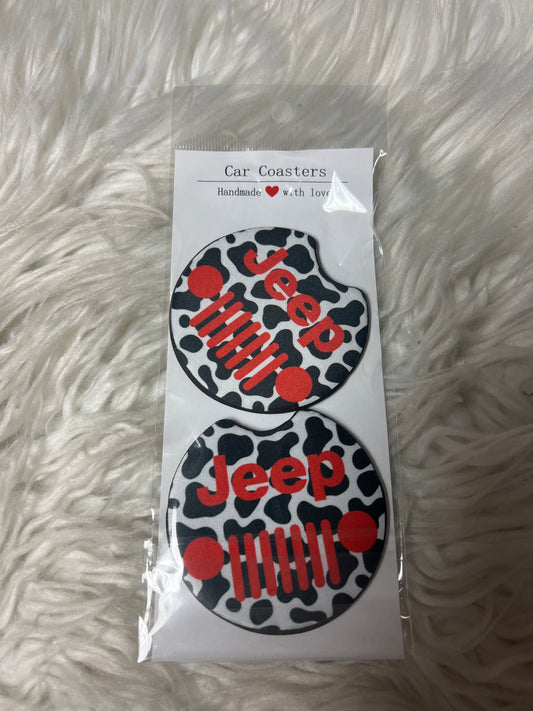 Car Coasters
Handmade ❤ with love
Jeep
Jeep